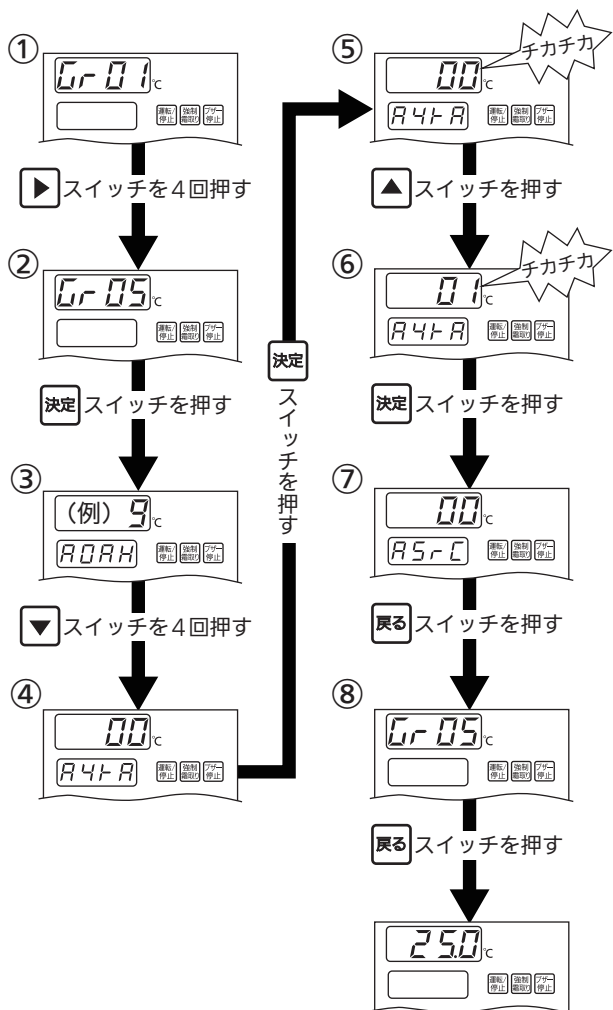 ①
Gr 01 ℃
運転/停止 強制霜取り ブザー停止
▶ スイッチを4回押す
②
Gr 05 ℃
運転/停止 強制霜取り ブザー停止
決定 スイッチを押す
③
(例) 9 ℃
A0AH 運転/停止 強制霜取り ブザー停止
▼ スイッチを4回押す
④
00 ℃
A4tA 運転/停止 強制霜取り ブザー停止
決定 スイッチを押す
⑤
チカチカ
00 ℃
A4tA 運転/停止 強制霜取り ブザー停止
▲ スイッチを押す
⑥
チカチカ
01 ℃
A4tA 運転/停止 強制霜取り ブザー停止
決定 スイッチを押す
⑦
00 ℃
A5rC 運転/停止 強制霜取り ブザー停止
戻る スイッチを押す
⑧
Gr 05 ℃
運転/停止 強制霜取り ブザー停止
戻る スイッチを押す
25.0 ℃
運転/停止 強制霜取り ブザー停止